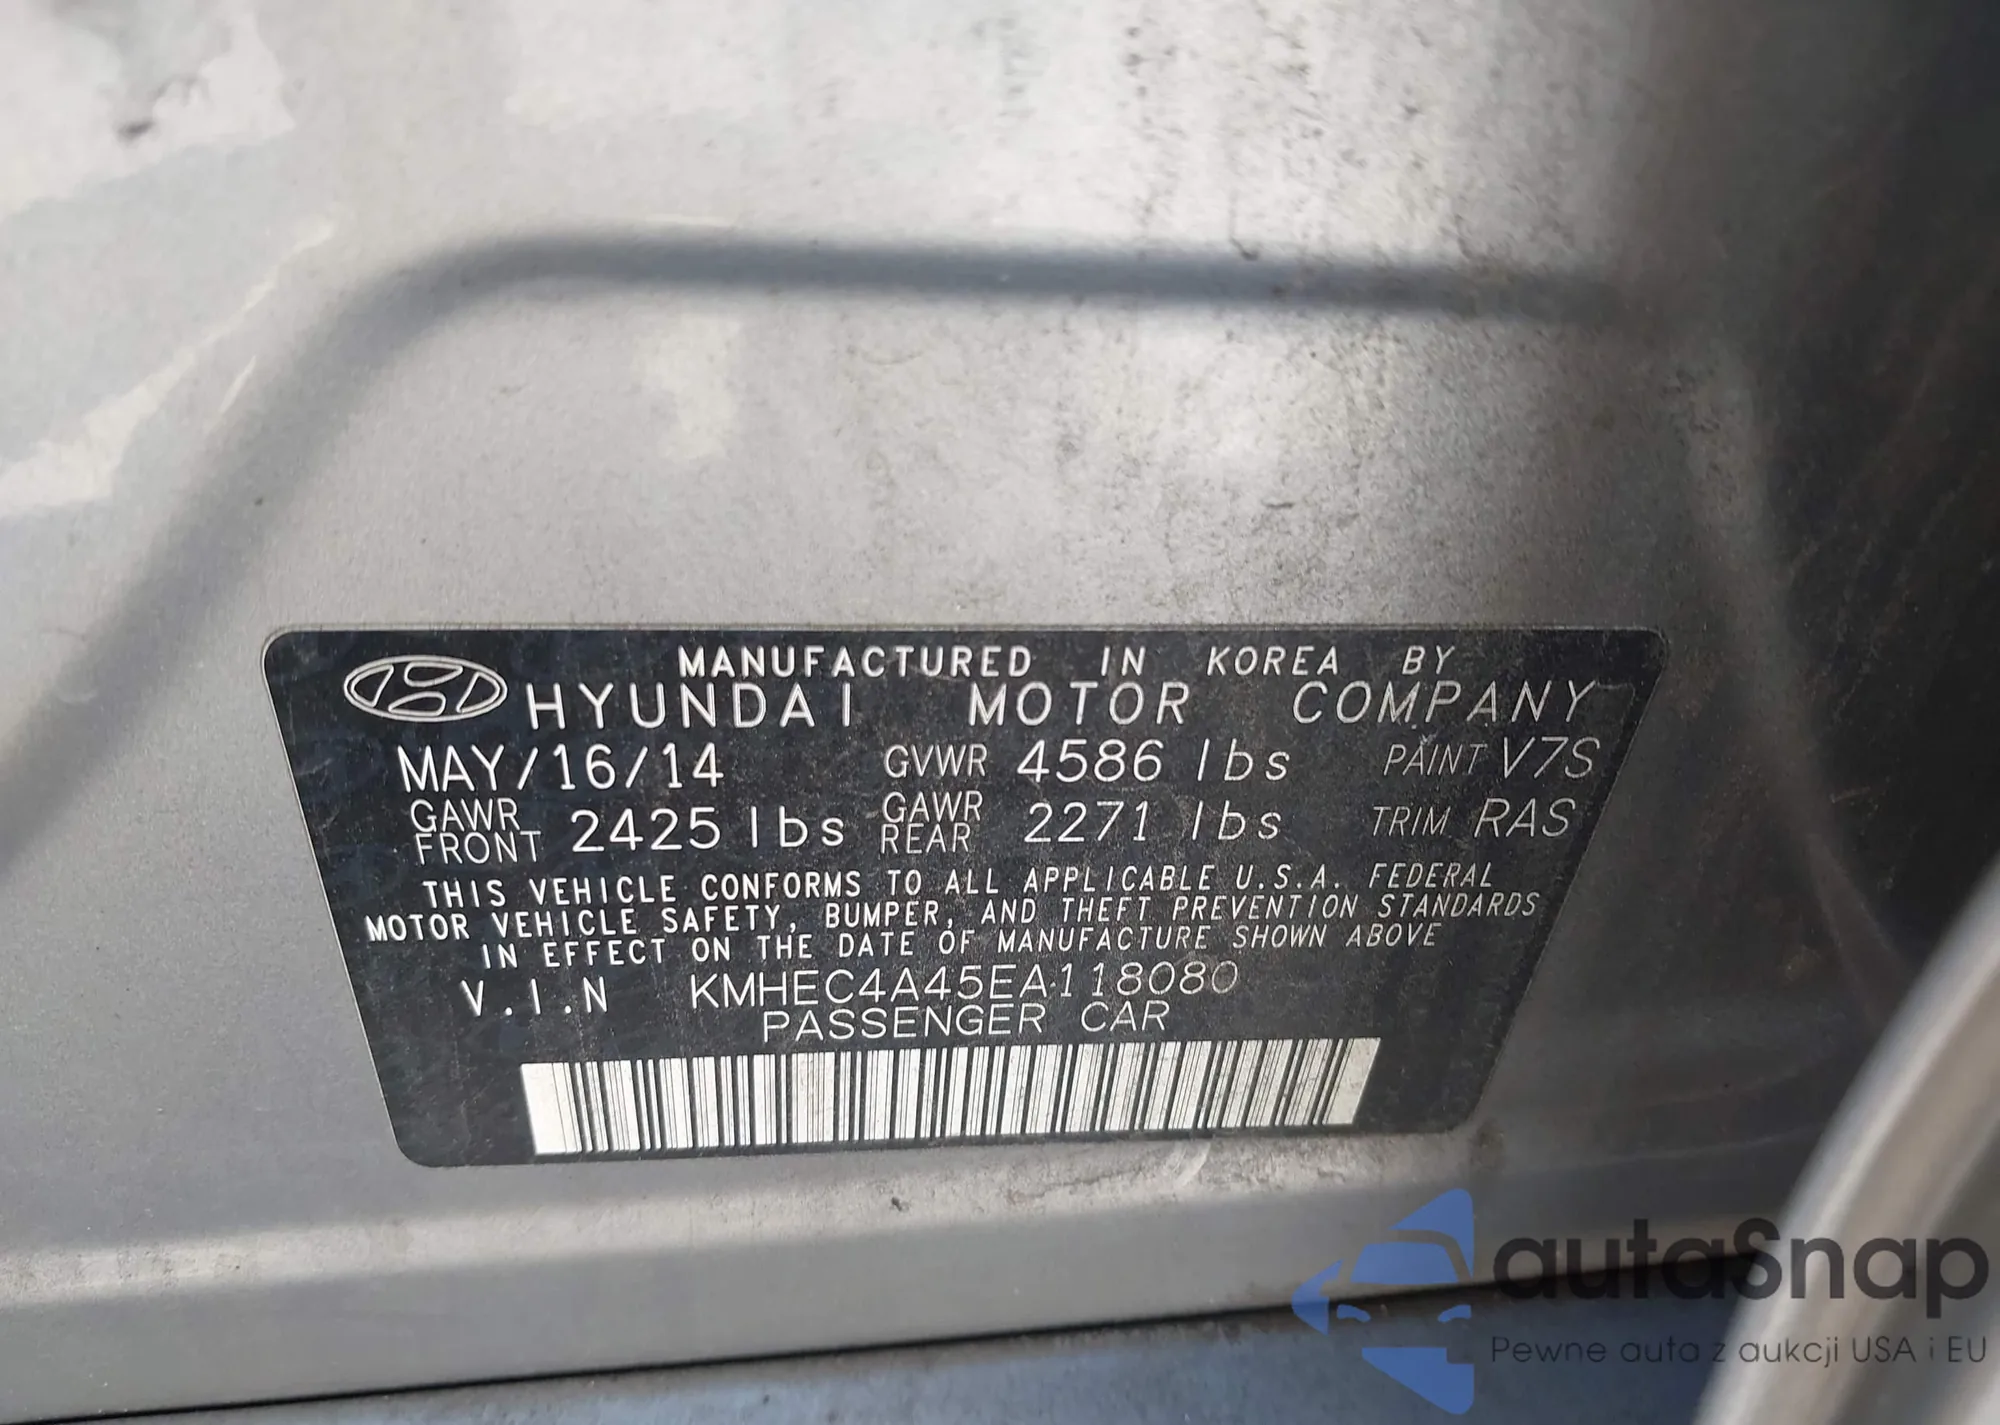 MANUFACTURED IN KOREA BY
HYUNDAI MOTOR COMPANY
MAY/16/14 GVWR 4586 lbs PAINT V7S
GAWR FRONT 2425 lbs GAWR REAR 2271 lbs TRIM RAS
THIS VEHICLE CONFORMS TO ALL APPLICABLE U.S.A. FEDERAL
MOTOR VEHICLE SAFETY, BUMPER, AND THEFT PREVENTION STANDARDS
IN EFFECT ON THE DATE OF MANUFACTURE SHOWN ABOVE
V.I.N KMHEC4A45EA118080
PASSENGER CAR
autaSnap
Pewne auta z aukcji USA i EU